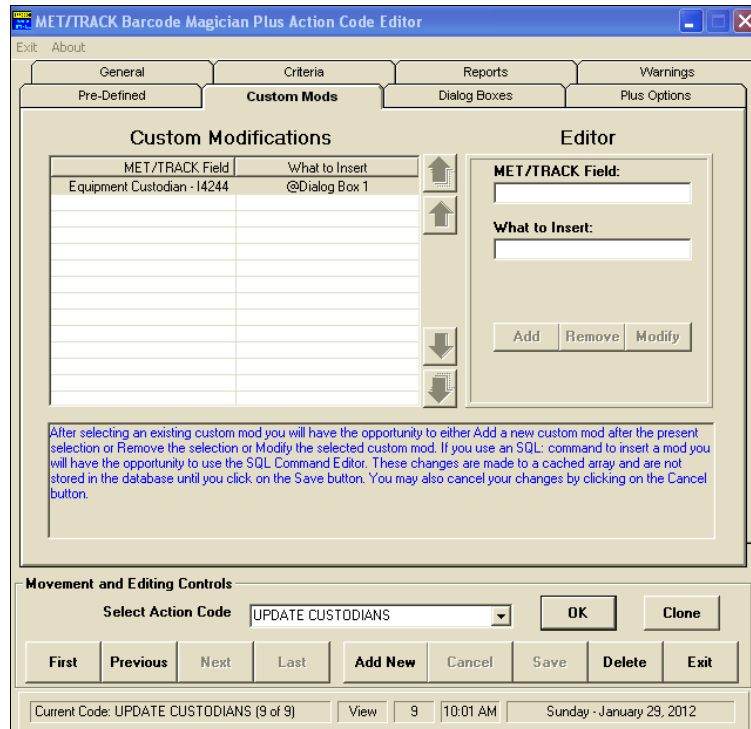 MET/TRACK Barcode Magician Plus Action Code Editor
Exit About
General Criteria Reports Warnings
Pre-Defined Custom Mods Dialog Boxes Plus Options
Custom Modifications
MET/TRACK Field What to Insert
Equipment Custodian - I4244 @Dialog Box 1
Editor
MET/TRACK Field:
What to Insert:
Add Remove Modify
After selecting an existing custom mod you will have the opportunity to either Add a new custom mod after the present
selection or Remove the selection or Modify the selected custom mod. If you use an SQL: command to insert a mod you
will have the opportunity to use the SQL Command Editor. These changes are made to a cached array and are not
stored in the database until you click on the Save button. You may also cancel your changes by clicking on the Cancel
button.
Movement and Editing Controls
Select Action Code UPDATE CUSTODIANS OK Clone
First Previous Next Last Add New Cancel Save Delete Exit
Current Code: UPDATE CUSTODIANS (9 of 9) View 9 10:01 AM Sunday - January 29, 2012